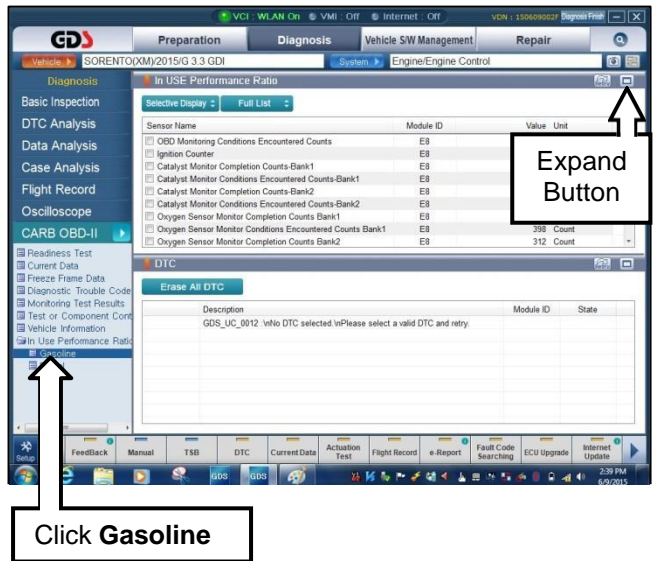 VCI : WLAN On VMI : Off Internet : Off VDN : 150609002F Diagnosis Finish
GDS Preparation Diagnosis Vehicle S/W Management Repair
Vehicle SORENTO(XM)/2015/G 3.3 GDI System Engine/Engine Control
Diagnosis
Basic Inspection
DTC Analysis
Data Analysis
Case Analysis
Flight Record
Oscilloscope
CARB OBD-II
Readiness Test
Current Data
Freeze Frame Data
Diagnostic Trouble Code
Monitoring Test Results
Test or Component Cont
Vehicle Information
In Use Performance Ratio
Gasoline
In USE Performance Ratio
Selective Display Full List
Sensor Name Module ID Value Unit
OBD Monitoring Conditions Encountered Counts E8
Ignition Counter E8
Catalyst Monitor Completion Counts-Bank1 E8
Catalyst Monitor Conditions Encountered Counts-Bank1 E8
Catalyst Monitor Completion Counts-Bank2 E8
Catalyst Monitor Conditions Encountered Counts-Bank2 E8
Oxygen Sensor Monitor Completion Counts Bank1 E8
Oxygen Sensor Monitor Conditions Encountered Counts Bank1 E8 398 Count
Oxygen Sensor Monitor Completion Counts Bank2 E8 312 Count
Expand
Button
DTC
Erase All DTC
Description Module ID State
GDS_UC_0012 :\nNo DTC selected.\nPlease select a valid DTC and retry.
Setup FeedBack Manual TSB DTC Current Data Actuation Test Flight Record e-Report Fault Code Searching ECU Upgrade Internet Update
GDS GDS 2:39 PM
6/9/2015
Click Gasoline